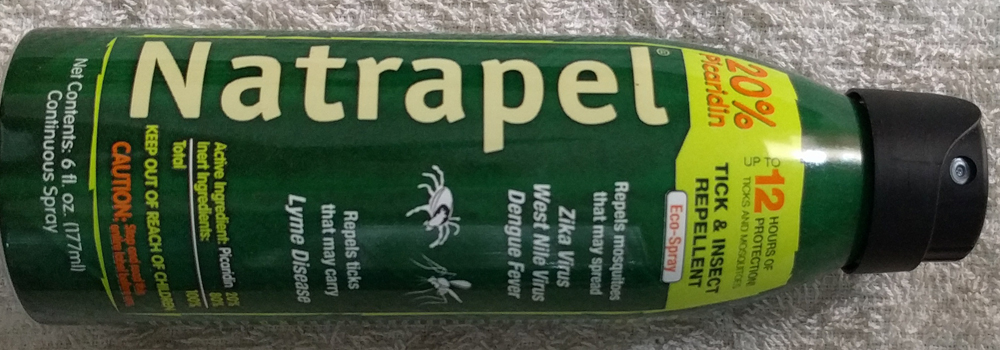 Natrapel®
20%
Picaridin
UP TO 12 HOURS OF
PROTECTION
TICKS AND MOSQUITOES
TICK & INSECT
REPELLENT
Eco-Spray
Repels mosquitoes
that may spread
Zika Virus
West Nile Virus
Dengue Fever
Repels ticks
that may carry
Lyme Disease
Active Ingredient: Picaridin 20%
Inert Ingredients: 80%
Total 100%
KEEP OUT OF REACH OF CHILDREN
CAUTION:
Net Contents: 6 fl. oz. (177ml)
Continuous Spray